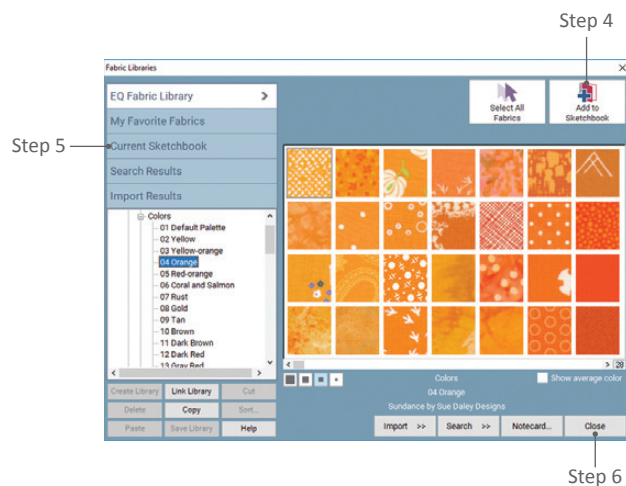 Step 4
Fabric Libraries
EQ Fabric Library
My Favorite Fabrics
Step 5
Current Sketchbook
Search Results
Import Results
Select All
Fabrics
Add to
Sketchbook
Colors
01 Default Palette
02 Yellow
03 Yellow-orange
04 Orange
05 Red-orange
06 Coral and Salmon
07 Rust
08 Gold
09 Tan
10 Brown
11 Dark Brown
12 Dark Red
13 Gray Red
28
Create Library
Link Library
Cut
Delete
Copy
Sort...
Paste
Save Library
Help
Colors
04 Orange
Sundance by Sue Daley Designs
Show average color
Import >>
Search >>
Notecard...
Close
Step 6